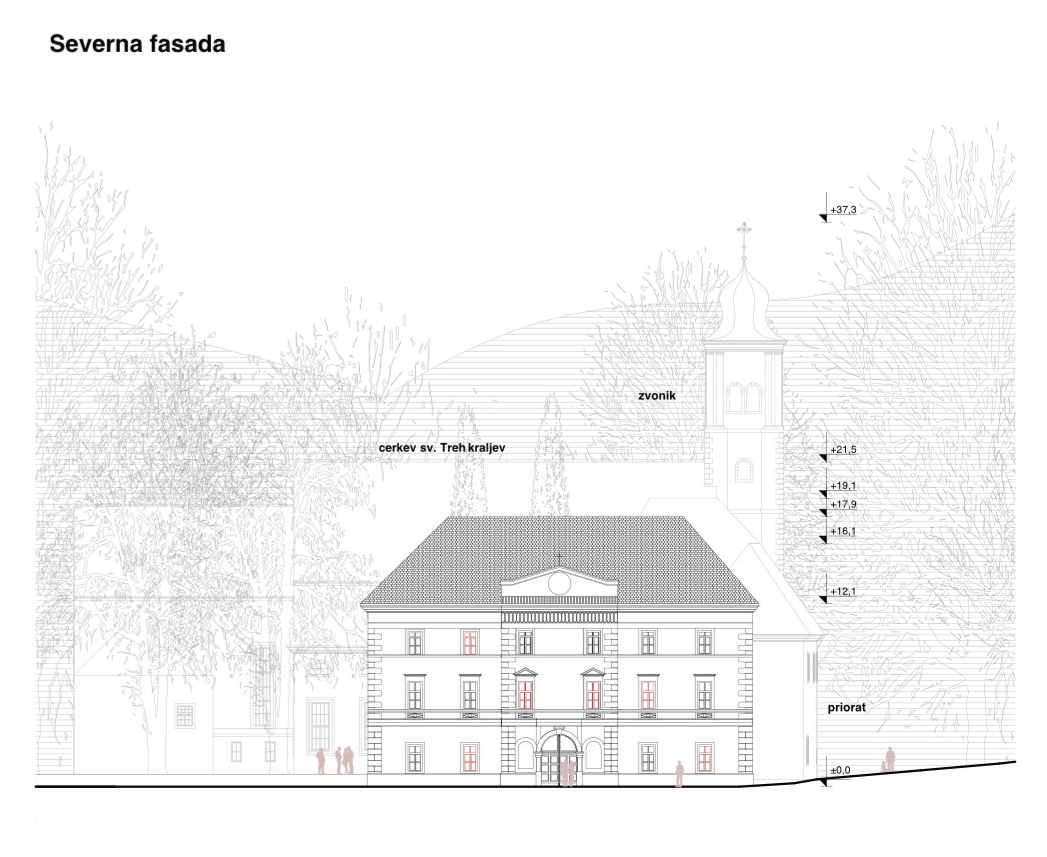 Severna fasada
+37,3
zvonik
cerkev sv. Treh kraljev
+21,5
+19,1
+17,9
+16,1
+12,1
priorat
±0,0